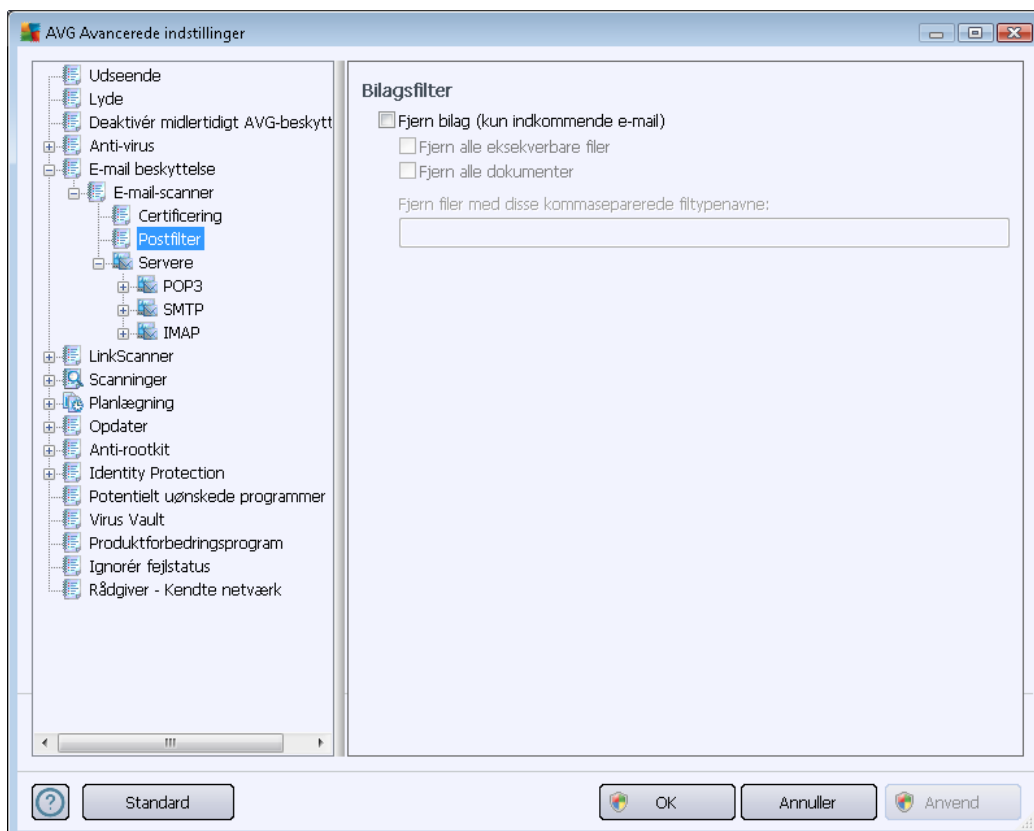 AVG Avancerede indstillinger
Udseende
Lyde
Deaktivér midlertidigt AVG-beskytt
Anti-virus
E-mail beskyttelse
E-mail-scanner
Certificering
Postfilter
Servere
POP3
SMTP
IMAP
LinkScanner
Scanninger
Planlægning
Opdater
Anti-rootkit
Identity Protection
Potentielt uønskede programmer
Virus Vault
Produktforbedringsprogram
Ignorér fejlstatus
Rådgiver - Kendte netværk
Bilagsfilter
Fjern bilag (kun indkommende e-mail)
Fjern alle eksekverbare filer
Fjern alle dokumenter
Fjern filer med disse kommaseparerede filtypenavne:
Standard
OK
Annuller
Anvend